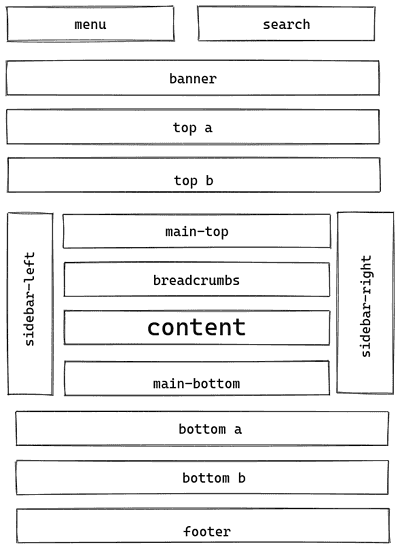 menu
search
banner
top a
top b
sidebar-left
main-top
breadcrumbs
content
main-bottom
sidebar-right
bottom a
bottom b
footer